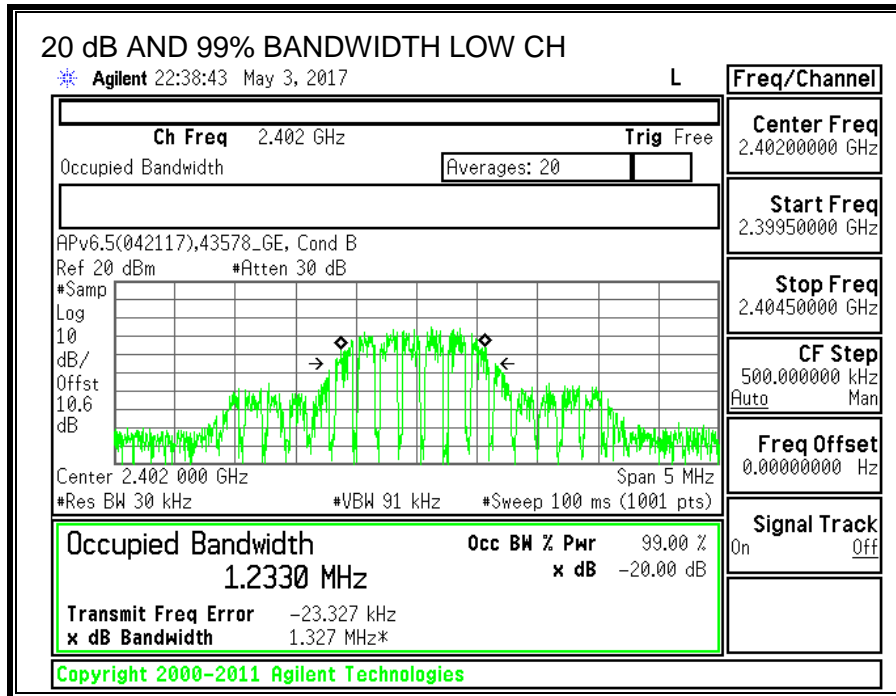 20 dB AND 99% BANDWIDTH LOW CH
Agilent 22:38:43 May 3, 2017 L
Ch Freq 2.402 GHz Trig Free
Occupied Bandwidth Averages: 20
APv6.5(042117),43578_GE, Cond B
Ref 20 dBm #Atten 30 dB
#Samp
Log
10
dB/
Offst
10.6
dB
Center 2.402 000 GHz Span 5 MHz
#Res BW 30 kHz #VBW 91 kHz #Sweep 100 ms (1001 pts)
Occupied Bandwidth Occ BW % Pwr 99.00 %
1.2330 MHz x dB -20.00 dB
Transmit Freq Error -23.327 kHz
x dB Bandwidth 1.327 MHz*
Copyright 2000-2011 Agilent Technologies
Freq/Channel
Center Freq
2.40200000 GHz
Start Freq
2.39950000 GHz
Stop Freq
2.40450000 GHz
CF Step
500.000000 kHz
Auto Man
Freq Offset
0.00000000 Hz
Signal Track
On Off